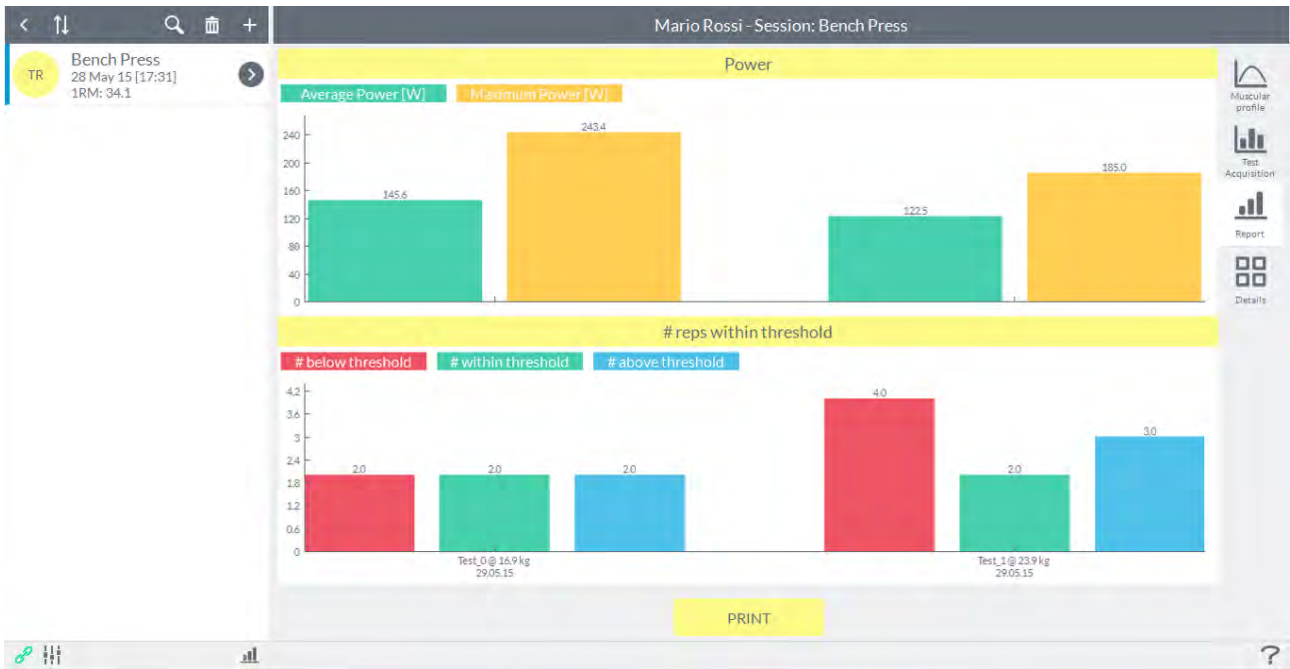 Mario Rossi - Session: Bench Press
TR
Bench Press
28 May 15 [17:31]
1RM: 34.1
Power
Average Power [W]
Maximum Power [W]
240
200
160
120
80
40
0
145.6
243.4
122.5
185.0
# reps within threshold
# below threshold
# within threshold
# above threshold
4.2
3.6
3
2.4
1.8
1.2
0.6
0
2.0
2.0
2.0
4.0
2.0
3.0
Test_0 @ 16.9 kg
29.05.15
Test_1 @ 23.9 kg
29.05.15
PRINT
Muscular
profile
Test
Acquisition
Report
Details
?